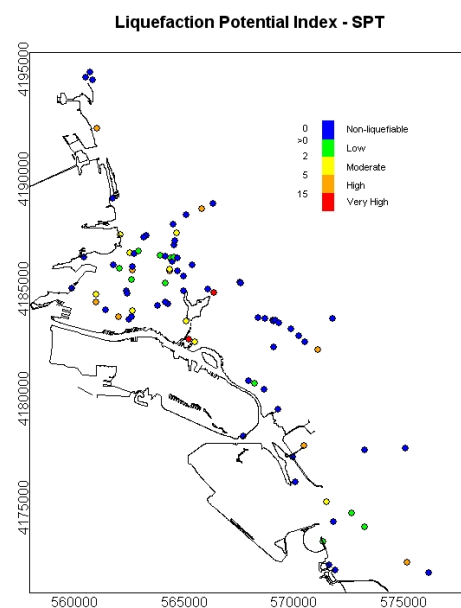 Liquefaction Potential Index - SPT
4195000
4190000
4185000
4180000
4175000
0
>0
2
5
15
Non-liquefiable
Low
Moderate
High
Very High
560000 565000 570000 575000